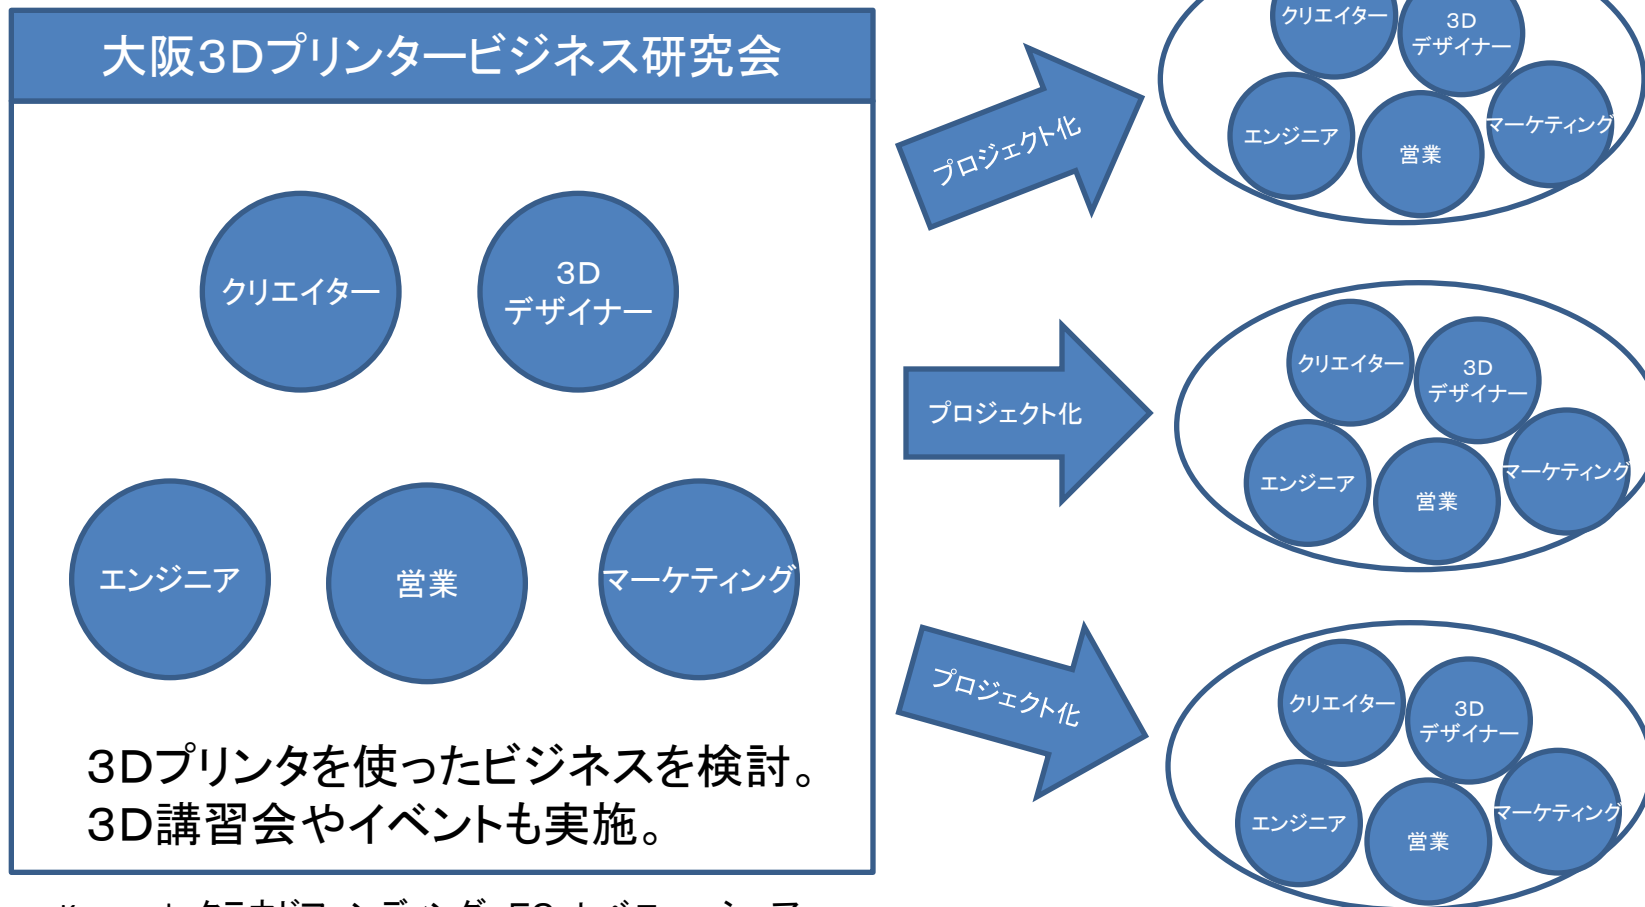 大阪３Dプリンタービジネス研究会
クリエイター
３D
デザイナー
エンジニア
営業
マーケティング
３Dプリンタを使ったビジネスを検討。
３D講習会やイベントも実施。
プロジェクト化
クリエイター
３D
デザイナー
エンジニア
営業
マーケティング
プロジェクト化
クリエイター
３D
デザイナー
エンジニア
営業
マーケティング
プロジェクト化
クリエイター
３D
デザイナー
エンジニア
営業
マーケティング